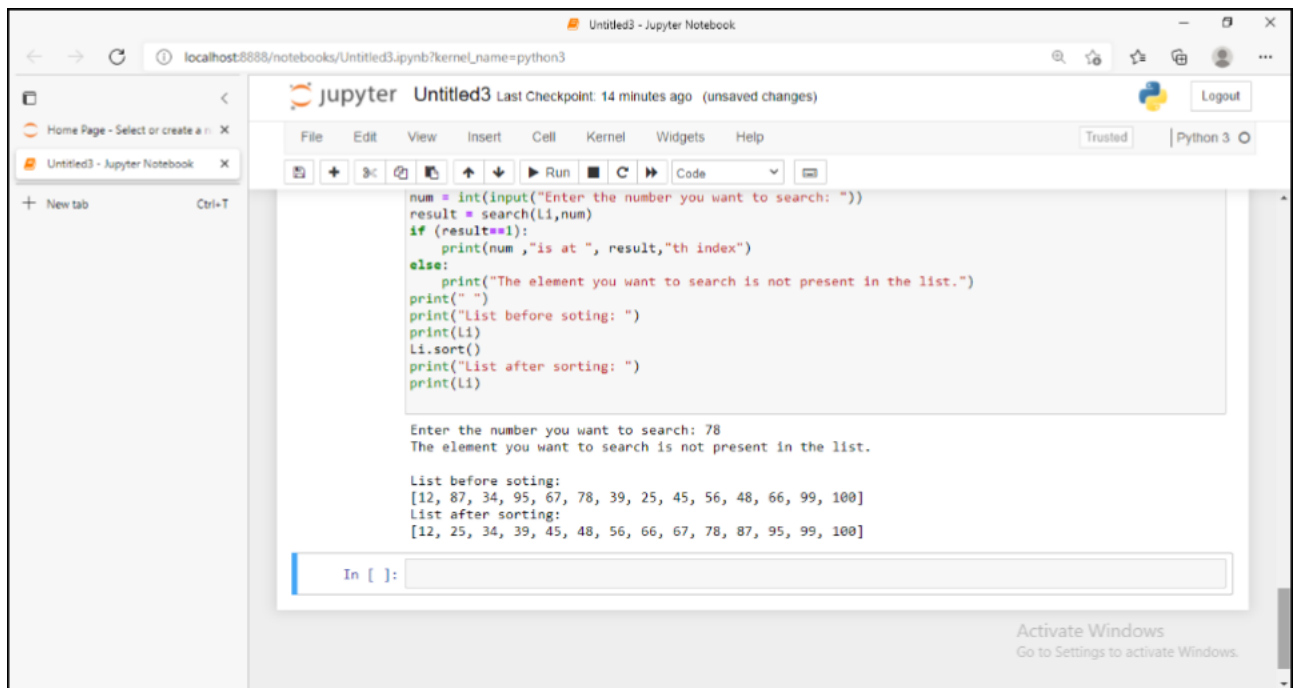 Untitled3 - Jupyter Notebook
localhost:8888/notebooks/Untitled3.ipynb?kernel_name=python3
Home Page - Select or create a n
Untitled3 - Jupyter Notebook
New tab Ctrl+T
jupyter Untitled3 Last Checkpoint: 14 minutes ago (unsaved changes)
Logout
File Edit View Insert Cell Kernel Widgets Help
Trusted Python 3
Run Code
num = int(input("Enter the number you want to search: "))
result = search(Li,num)
if (result==1):
    print(num ,"is at ", result,"th index")
else:
    print("The element you want to search is not present in the list.")
print(" ")
print("List before soting: ")
print(Li)
Li.sort()
print("List after sorting: ")
print(Li)
Enter the number you want to search: 78
The element you want to search is not present in the list.
List before soting:
[12, 87, 34, 95, 67, 78, 39, 25, 45, 56, 48, 66, 99, 100]
List after sorting:
[12, 25, 34, 39, 45, 48, 56, 66, 67, 78, 87, 95, 99, 100]
In [ ]:
Activate Windows
Go to Settings to activate Windows.